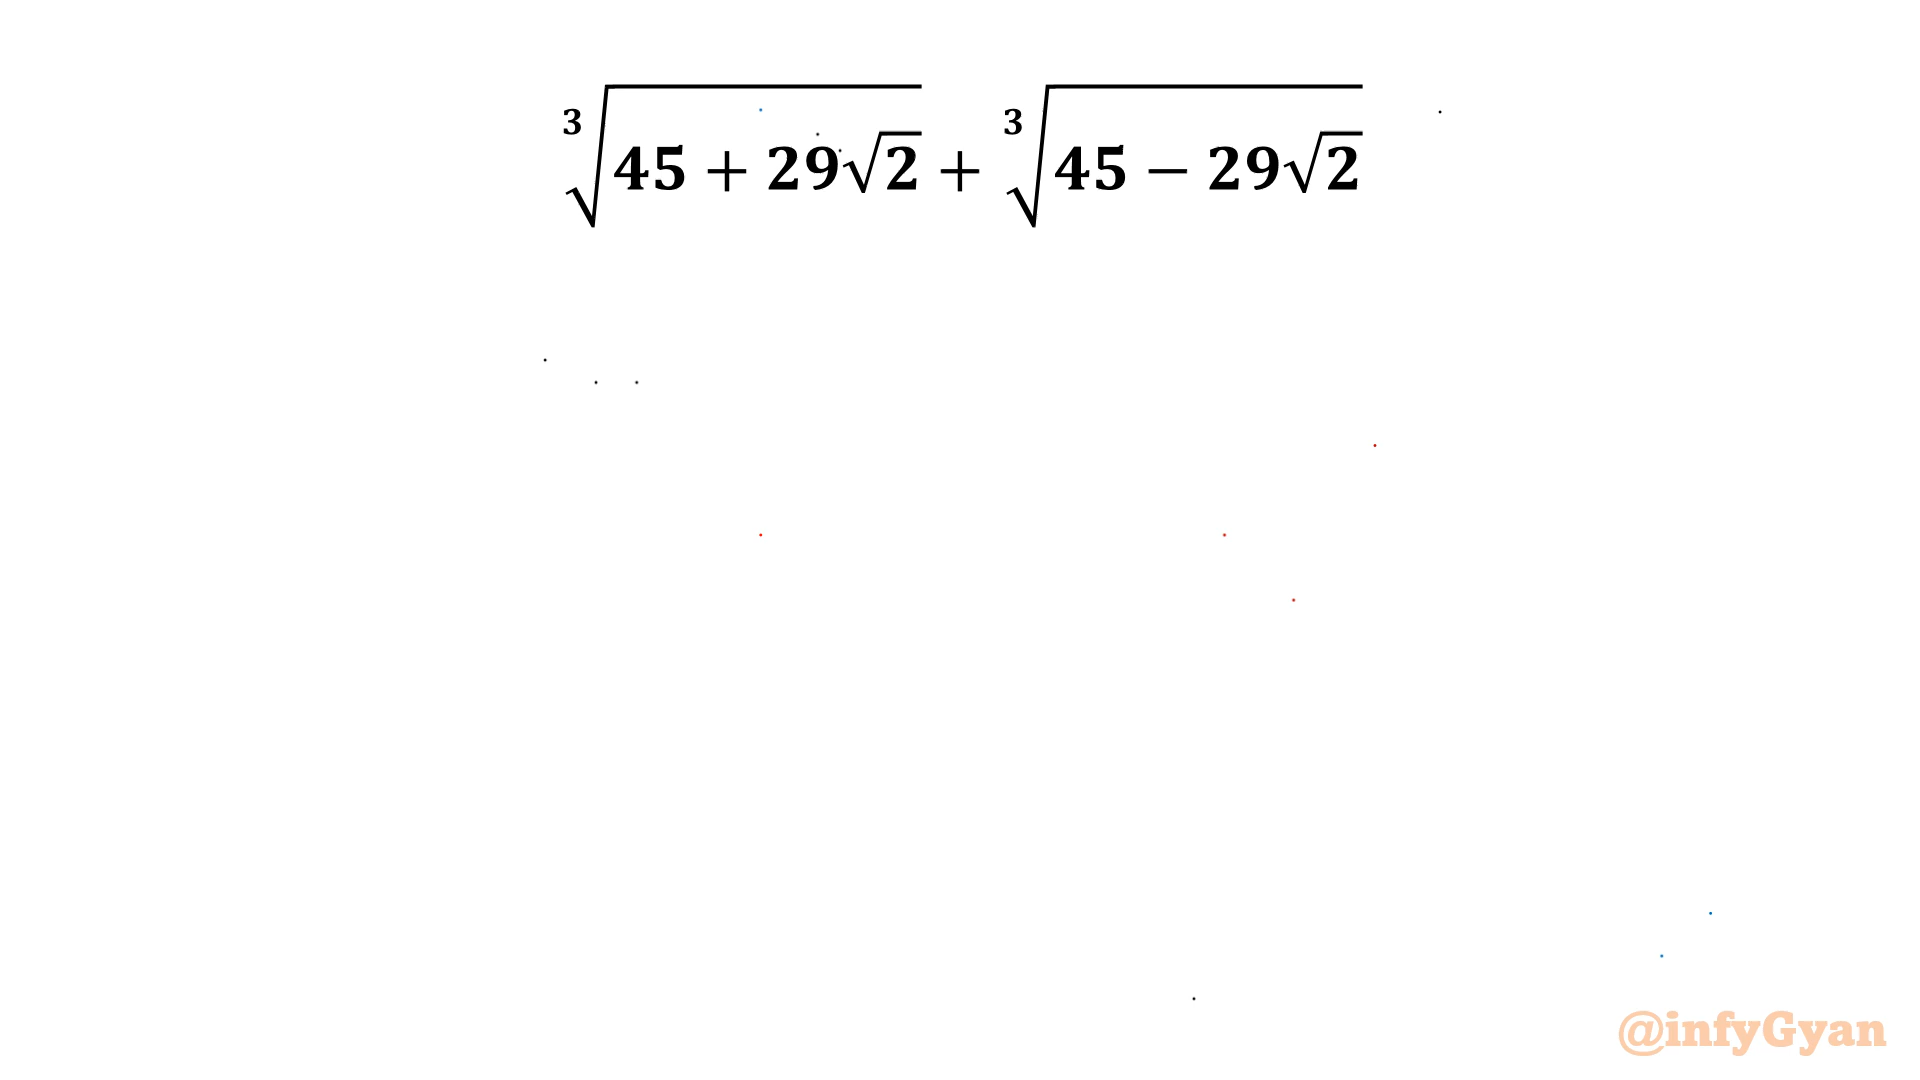 ∛(45 + 29√2) + ∛(45 − 29√2)
@infyGyan